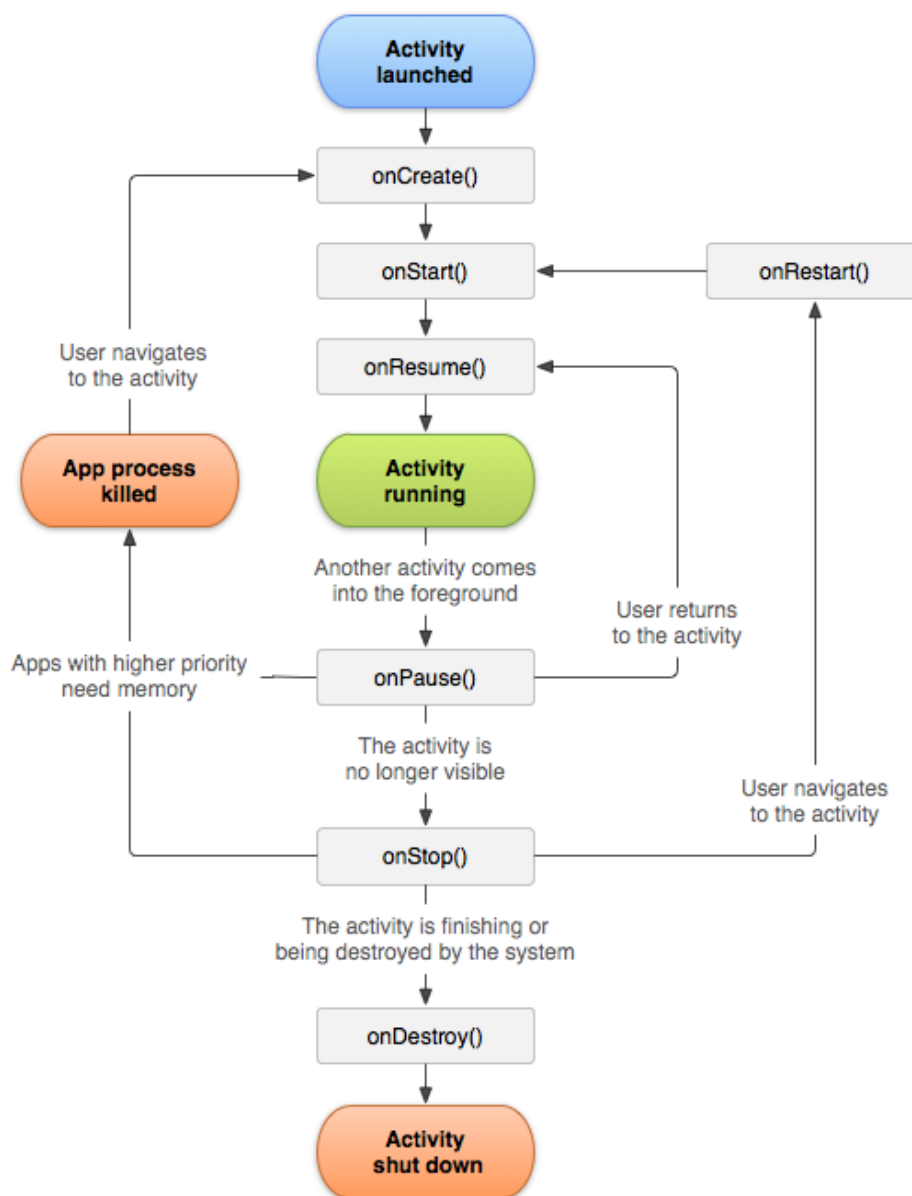 Activity
launched
onCreate()
onStart()
onRestart()
User navigates
to the activity
onResume()
App process
killed
Activity
running
Another activity comes
into the foreground
User returns
to the activity
Apps with higher priority
need memory
onPause()
The activity is
no longer visible
User navigates
to the activity
onStop()
The activity is finishing or
being destroyed by the system
onDestroy()
Activity
shut down